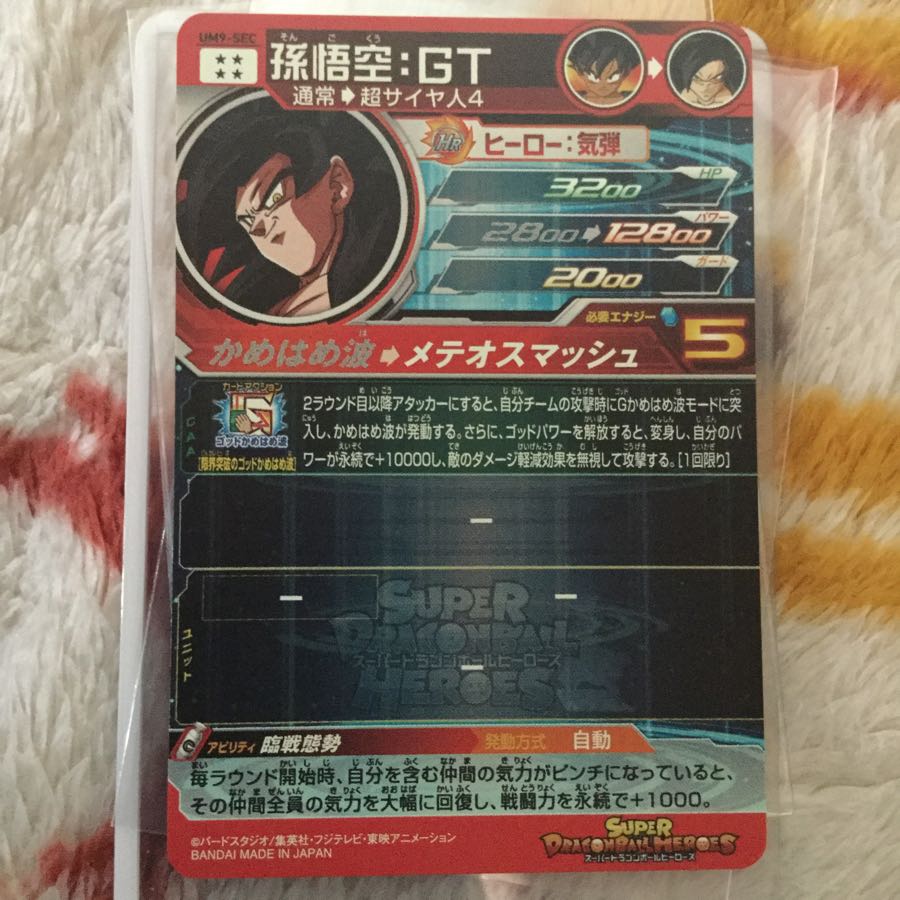 UM9-SEC
孫悟空:GT
そん ご くう
通常➡超サイヤ人4
HR ヒーロー:気弾
HP
3200
パワー
2800➡12800
ガード
2000
必要エナジー 5
かめはめ波➡メテオスマッシュ
は
カードアクション
ゴッドかめはめ波
[限界突破のゴッドかめはめ波]
CAA
2ラウンド目以降アタッカーにすると、自分チームの攻撃時にGかめはめ波モードに突
入し、かめはめ波が発動する。さらに、ゴッドパワーを解放すると、変身し、自分のパ
ワーが永続で+10000し、敵のダメージ軽減効果を無視して攻撃する。[1回限り]
ー
ユニット
ー ー
ー
SUPER
DRAGONBALL
スーパードラゴンボールヒーローズ
HEROES
アビリティ 臨戦態勢 発動方式 自動
毎ラウンド開始時、自分を含む仲間の気力がピンチになっていると、
その仲間全員の気力を大幅に回復し、戦闘力を永続で+1000。
©バードスタジオ/集英社・フジテレビ・東映アニメーション
BANDAI MADE IN JAPAN
SUPER
DRAGONBALL HEROES
スーパードラゴンボールヒーローズ